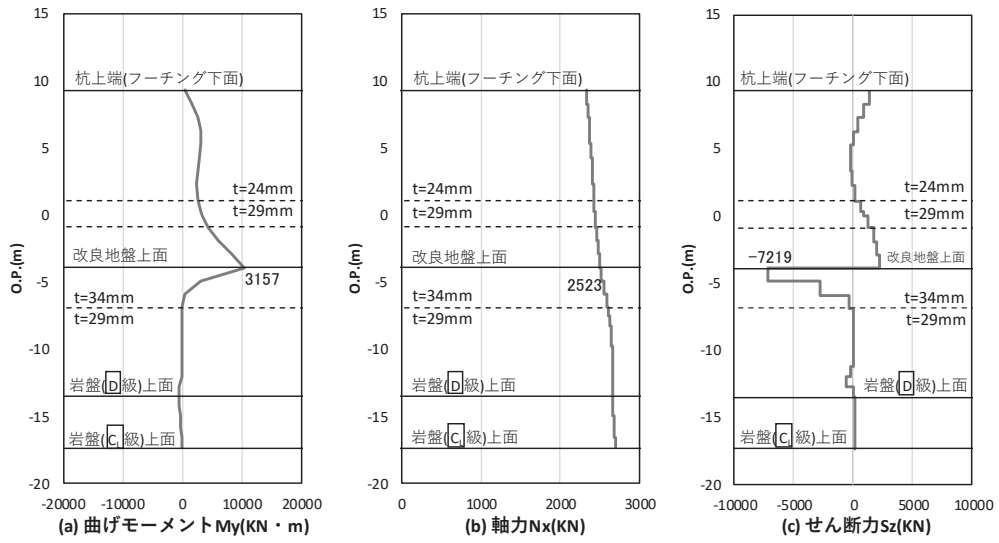 15
10
5
0
-5
-10
-15
-20
O.P.(m)
杭上端(フーチング下面)
t=24mm
t=29mm
改良地盤上面
3157
t=34mm
t=29mm
岩盤(D級)上面
岩盤(CL級)上面
-20000 -10000 0 10000 20000
(a) 曲げモーメントMy(KN・m)
15
10
5
0
-5
-10
-15
-20
O.P.(m)
杭上端(フーチング下面)
t=24mm
t=29mm
改良地盤上面
2523
t=34mm
t=29mm
岩盤(D級)上面
岩盤(CL級)上面
0 1000 2000 3000
(b) 軸力Nx(KN)
15
10
5
0
-5
-10
-15
-20
O.P.(m)
杭上端(フーチング下面)
t=24mm
t=29mm
-7219
改良地盤上面
t=34mm
t=29mm
岩盤(D級)上面
岩盤(CL級)上面
-10000 -5000 0 5000 10000
(c) せん断力Sz(KN)